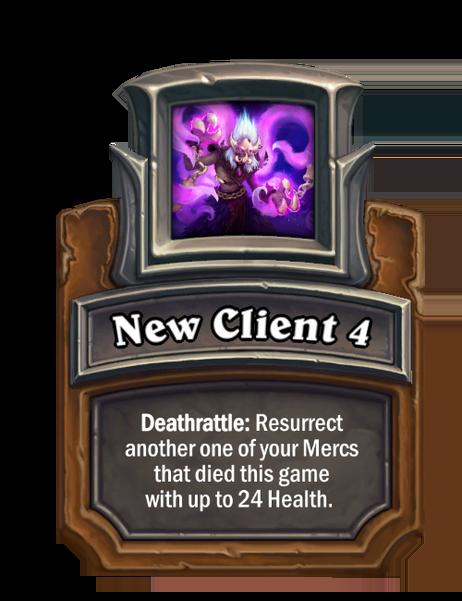 New Client 4
Deathrattle: Resurrect
another one of your Mercs
that died this game
with up to 24 Health.